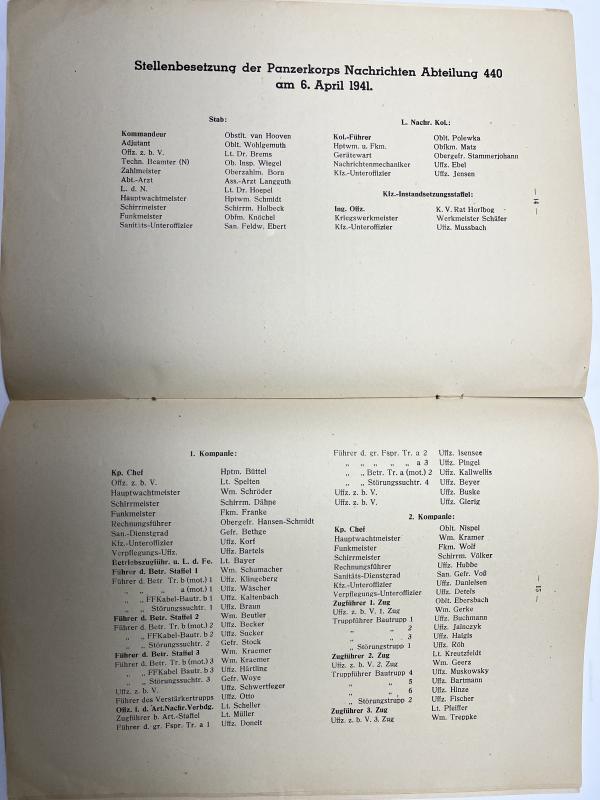 Stellenbesetzung der Panzerkorps Nachrichten Abteilung 440
am 6. April 1941.
Stab:
Kommandeur Obstlt. van Hooven
Adjutant Oblt. Wohlgemuth
Offz. z. b. V. Lt. Dr. Brems
Techn. Beamter (N) Ob. Insp. Wiegel
Zahlmeister Oberzahlm. Born
Abt.-Arzt Ass.-Arzt Langguth
L. d. N. Lt. Dr. Hoepel
Hauptwachtmeister Hptwm. Schmidt
Schirrmeister Schirrm. Holbeck
Funkmeister Obfm. Knöchel
Sanitäts-Unteroffizier San. Feldw. Ebert
L. Nachr. Kol.:
Kol.-Führer Oblt. Polewka
Hptwm. u. Fkm. Obfkm. Matz
Gerätewart Obergefr. Stammerjohann
Nachrichtenmechaniker Uffz. Ebel
Kfz.-Unteroffizier Uffz. Jensen
Kfz.-Instandsetzungsstaffel:
Ing. Offz. K. V. Rat Horlbog
Kriegswerkmeister Werkmeister Schäfer
Kfz.-Unteroffizier Uffz. Mussbach
— 14 —
1. Kompanie:
Kp. Chef Hptm. Büttel
Offz. z. b. V. Lt. Spelten
Hauptwachtmeister Wm. Schröder
Schirrmeister Schirrm. Dähne
Funkmeister Fkm. Franke
Rechnungsführer Obergefr. Hansen-Schmidt
San.-Dienstgrad Gefr. Bethge
Kfz.-Unteroffizier Uffz. Korf
Verpflegungs-Uffz. Uffz. Bartels
Betriebszugführ. u. L. d. Fe. Lt. Bayer
Führer d. Betr. Staffel 1 Wm. Schumacher
Führer d. Betr. Tr. b (mot.) 1 Uffz. Klingeberg
„ „ „ a (mot.) 1 Uffz. Wäscher
„ „ FFKabel-Bautr. b 1 Uffz. Kaltenbach
„ „ Störungssuchtr. 1 Uffz. Braun
Führer d. Betr. Staffel 2 Wm. Beutler
Führer d. Betr. Tr. b (mot.) 2 Uffz. Becker
„ „ FFKabel-Bautr. b 2 Uffz. Sucker
„ „ Störungssuchtr. 2 Gefr. Stock
Führer d. Betr. Staffel 3 Wm. Kraemer
Führer d. Betr. Tr. b (mot.) 3 Wm. Kraemer
„ „ FFKabel Bautr. b 3 Uffz. Härtling
„ „ Störungssuchtr. 3 Gefr. Woye
Uffz. z. b. V. Uffz. Schwertfeger
Führer des Verstärkertrupps Uffz. Otto
Offz. f. d. Art.Nachr.Verbdg. Lt. Scheller
Zugführer b. Art.-Staffel Lt. Müller
Führer d. gr. Fspr. Tr. a 1 Uffz. Doneit
Führer d. gr. Fspr. Tr. a 2 Uffz. Isensee
„ „ „ „ „ a 3 Uffz. Pingel
„ „ Betr. Tr. a (mot.) 2 Uffz. Kallwellis
„ „ Störungssuchtr. 4 Uffz. Beyer
Uffz. z. b. V. Uffz. Buske
Uffz. z. b. V. Uffz. Gierig
2. Kompanie:
Kp. Chef Oblt. Nispel
Hauptwachtmeister Wm. Kramer
Funkmeister Fkm. Wolf
Schirrmeister Schirrm. Völker
Rechnungsführer Uffz. Hubbe
Sanitäts-Dienstgrad San. Gefr. Voß
Kfz.-Unteroffizier Uffz. Danielsen
Verpflegungs-Unteroffizier Uffz. Detels
Zugführer 1. Zug Oblt. Ebersbach
Uffz. z. b. V. 1. Zug Wm. Gerke
Truppführer Bautrupp 1 Uffz. Buchmann
„ „ 2 Uffz. Jainczyk
„ „ 3 Uffz. Haigis
„ Störungstrupp 1 Uffz. Röh
Zugführer 2. Zug Lt. Kreutzfeldt
Uffz. z. b. V. 2. Zug Wm. Geerz
Truppführer Bautrupp 4 Uffz. Muskowsky
„ „ 5 Uffz. Bartmann
„ „ 6 Uffz. Hinze
„ Störungstrupp 2 Uffz. Fischer
Zugführer 3. Zug Lt. Pfeiffer
Uffz. z. b. V. 3. Zug Wm. Treppke
— 15 —